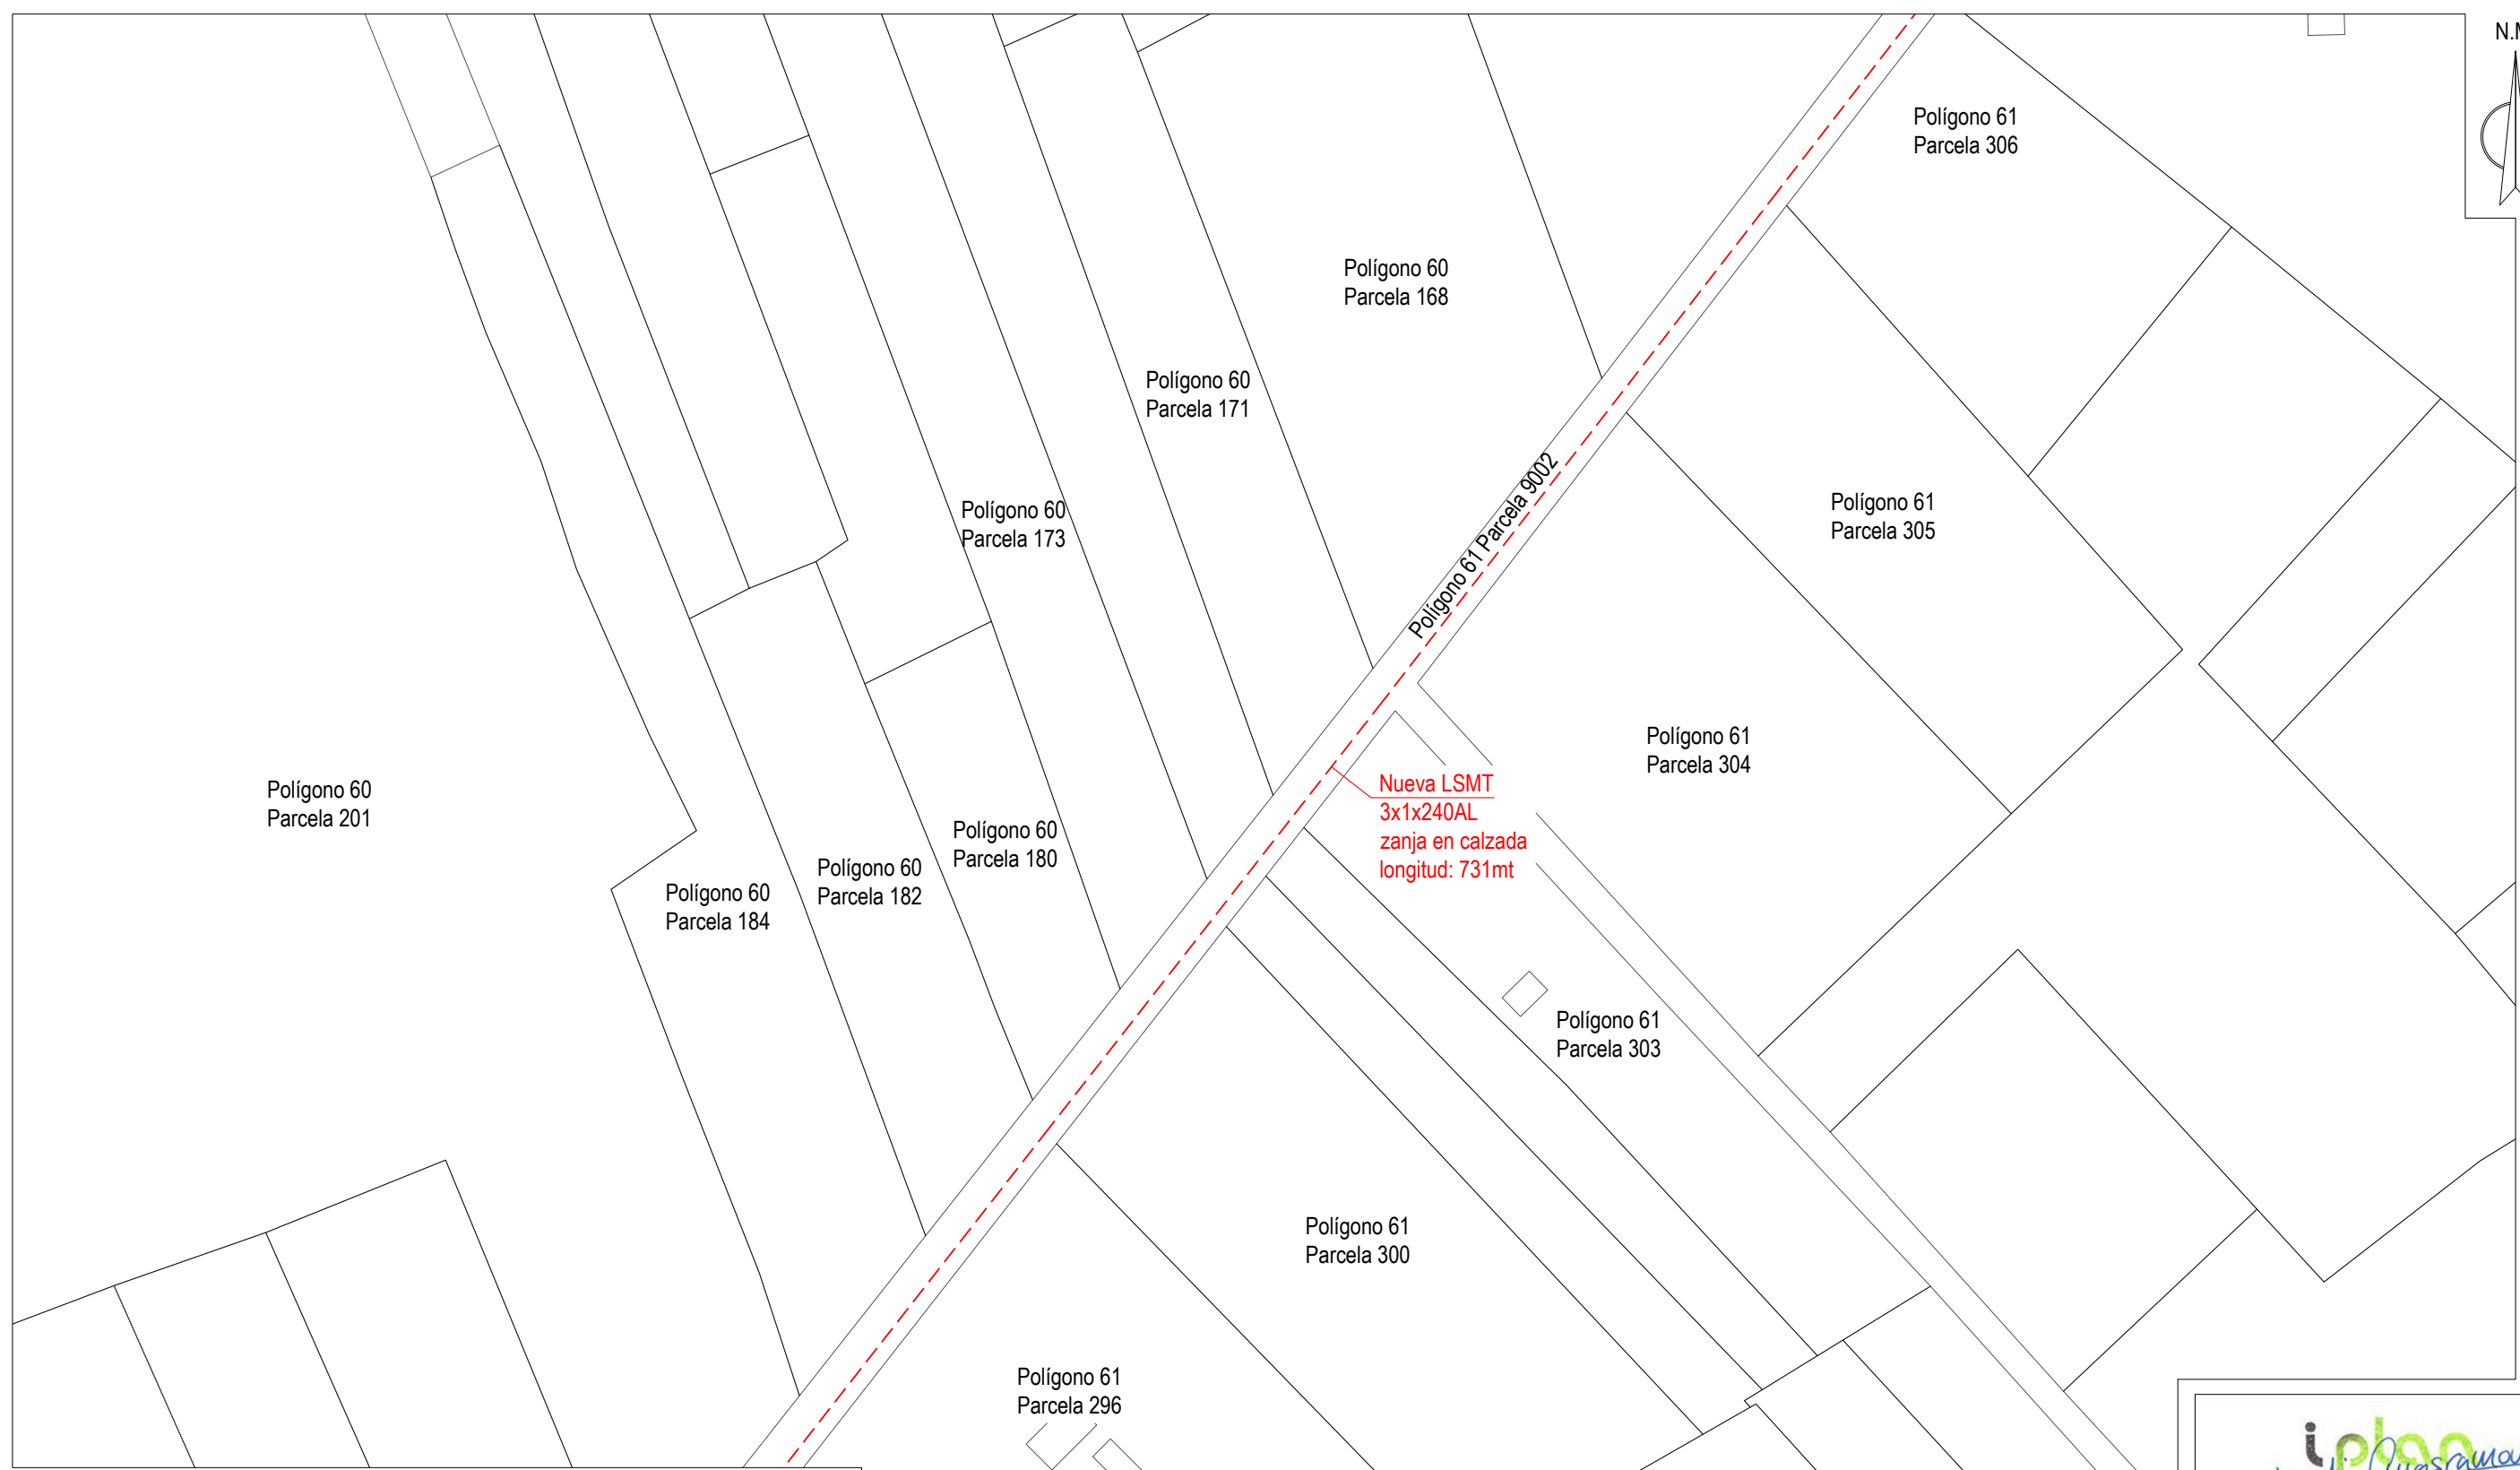 Polígono 61
Parcela 306
Polígono 60
Parcela 168
Polígono 60
Parcela 171
Polígono 61 Parcela 9002
Polígono 60
Parcela 173
Polígono 61
Parcela 305
Polígono 61
Parcela 304
Nueva LSMT
3x1x240AL
zanja en calzada
longitud: 731mt
Polígono 60
Parcela 201
Polígono 60
Parcela 180
Polígono 60
Parcela 182
Polígono 60
Parcela 184
Polígono 61
Parcela 303
Polígono 61
Parcela 300
Polígono 61
Parcela 296
iplan